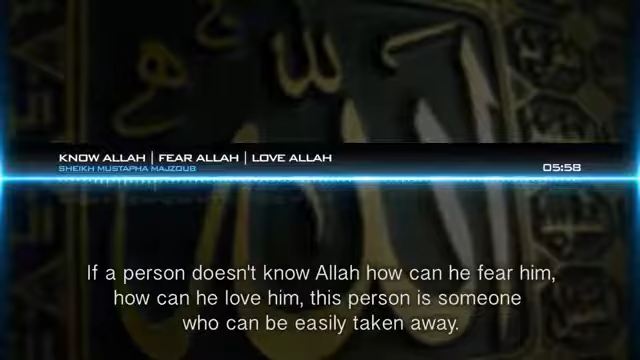 KNOW ALLAH | FEAR ALLAH | LOVE ALLAH
SHEIKH MUSTAPHA MAJZOUB
05:58
If a person doesn't know Allah how can he fear him,
how can he love him, this person is someone
who can be easily taken away.